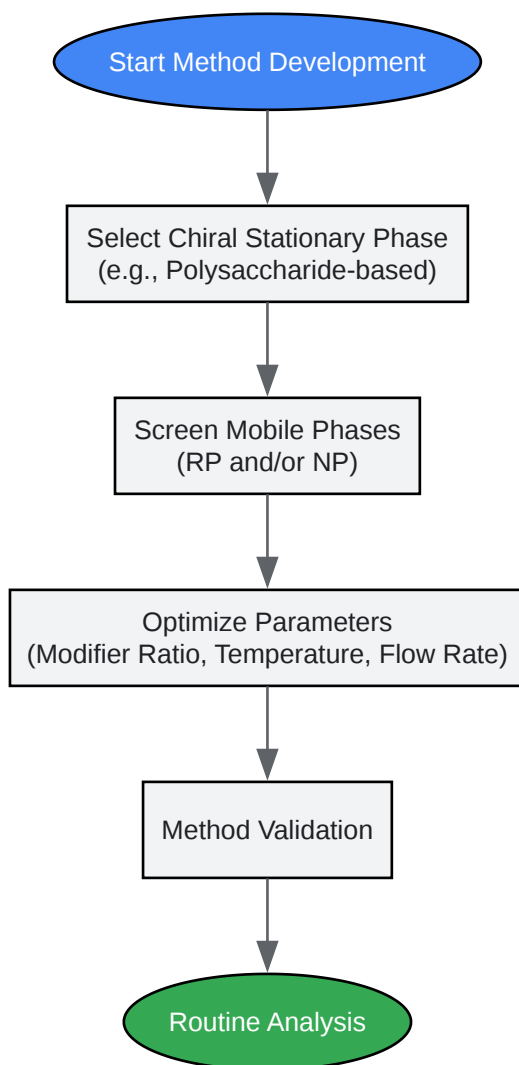 Start Method Development
Select Chiral Stationary Phase
(e.g., Polysaccharide-based)
Screen Mobile Phases
(RP and/or NP)
Optimize Parameters
(Modifier Ratio, Temperature, Flow Rate)
Method Validation
Routine Analysis